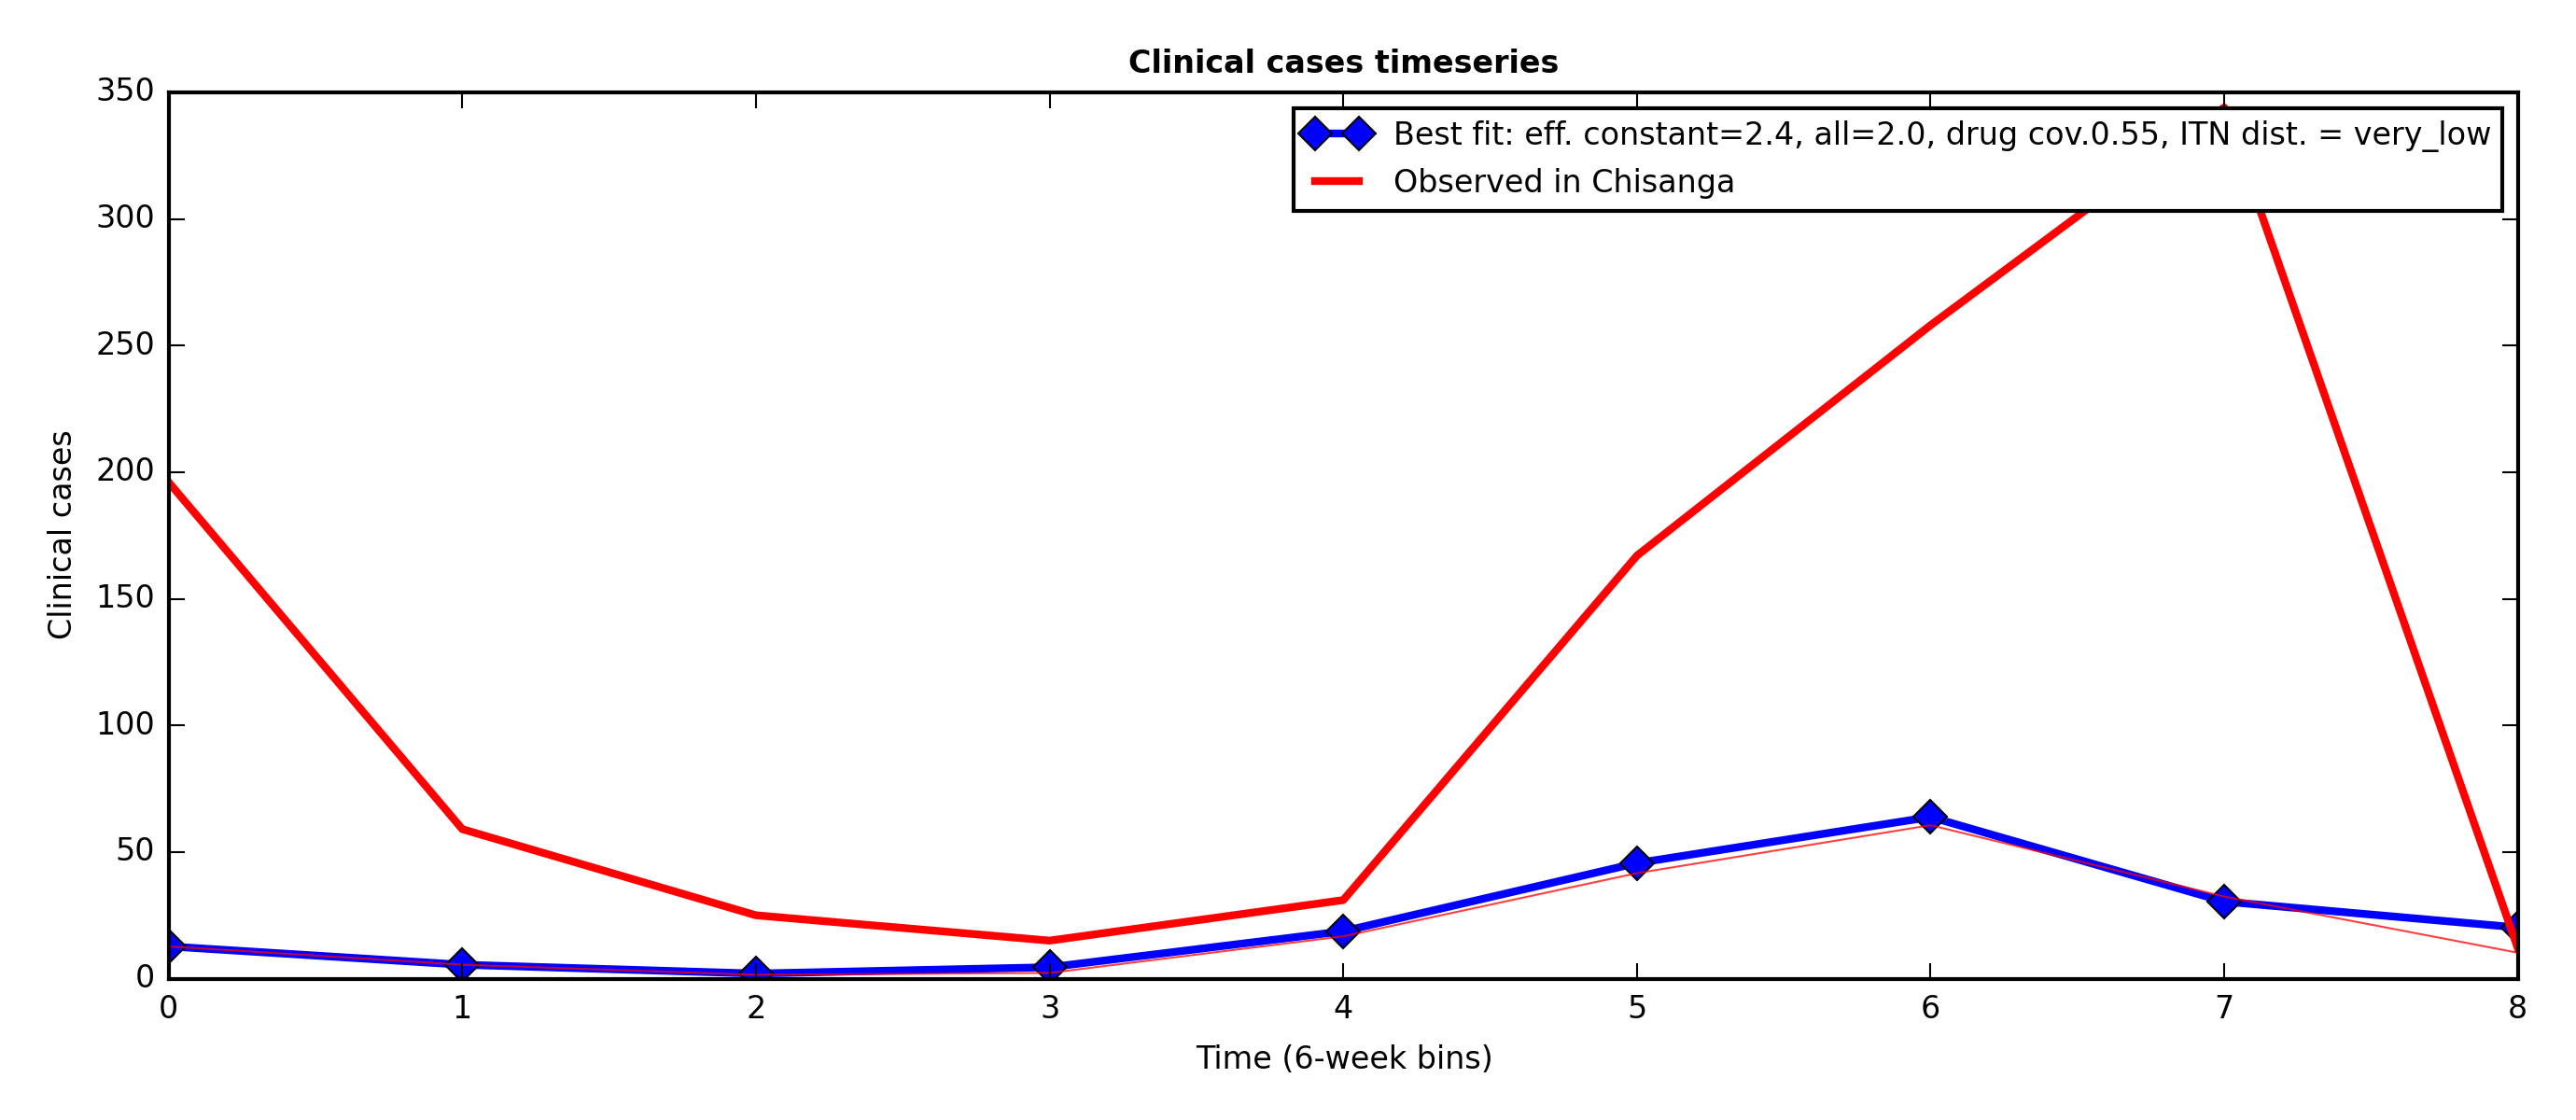 Clinical cases timeseries
350
300
250
200
150
100
50
0
Clinical cases
Best fit: eff. constant=2.4, all=2.0, drug cov.0.55, ITN dist. = very_low
Observed in Chisanga
0 1 2 3 4 5 6 7 8
Time (6-week bins)